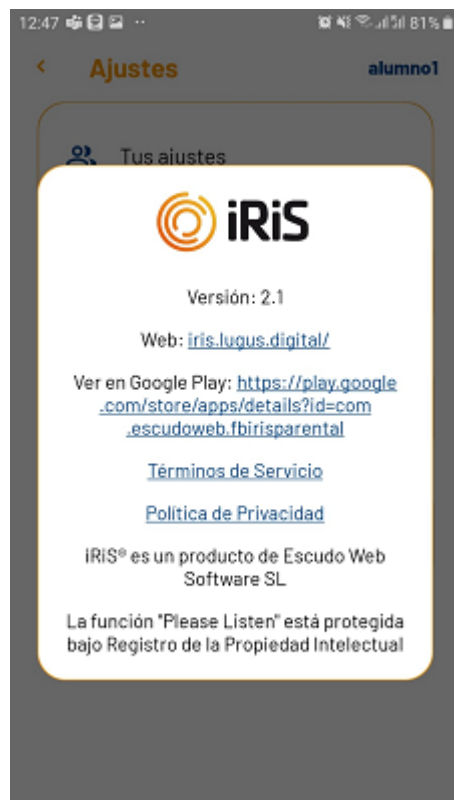 12:47 81%
Ajustes alumno1
Tus ajustes
iRiS
Versión: 2.1
Web: iris.lugus.digital/
Ver en Google Play: https://play.google
.com/store/apps/details?id=com
.escudoweb.fbirisparental
Términos de Servicio
Política de Privacidad
iRiS® es un producto de Escudo Web
Software SL
La función "Please Listen" está protegida
bajo Registro de la Propiedad Intelectual